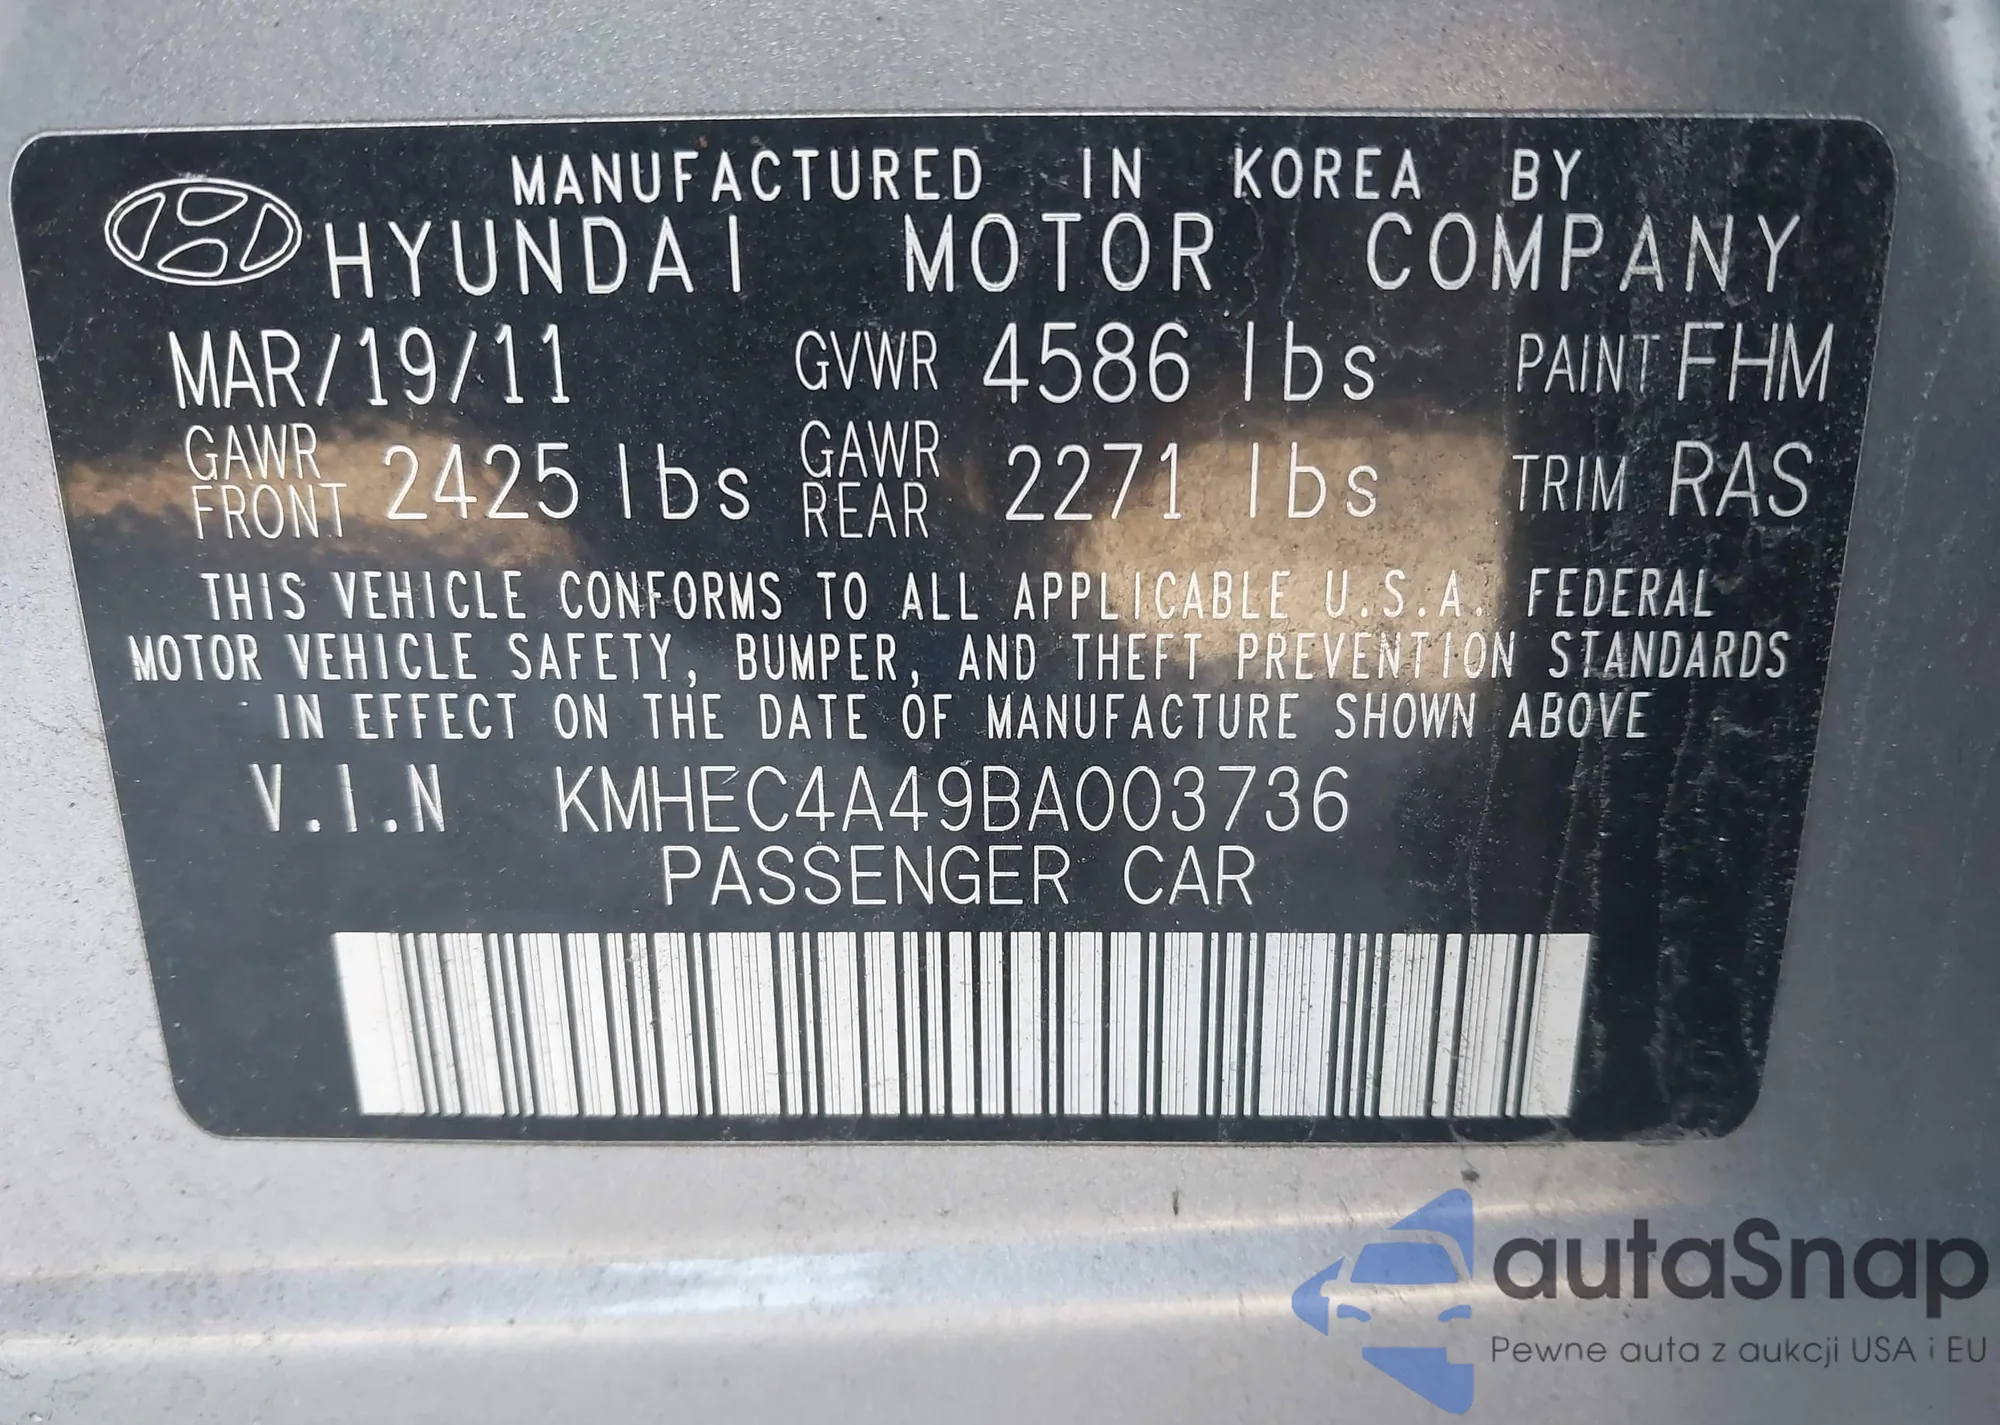 MANUFACTURED IN KOREA BY
HYUNDAI MOTOR COMPANY
MAR/19/11 GVWR 4586 lbs PAINT FHM
GAWR FRONT 2425 lbs GAWR REAR 2271 lbs TRIM RAS
THIS VEHICLE CONFORMS TO ALL APPLICABLE U.S.A. FEDERAL
MOTOR VEHICLE SAFETY, BUMPER, AND THEFT PREVENTION STANDARDS
IN EFFECT ON THE DATE OF MANUFACTURE SHOWN ABOVE
V.I.N KMHEC4A49BA003736
PASSENGER CAR
autaSnap
Pewne auta z aukcji USA i EU